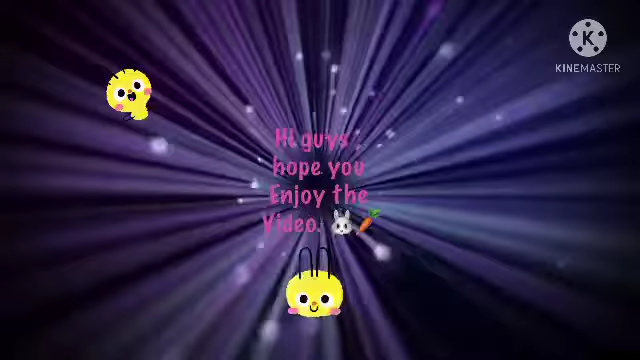 KINEMASTER
Hi guys
hope you
Enjoy the
Video. 🐰🥕